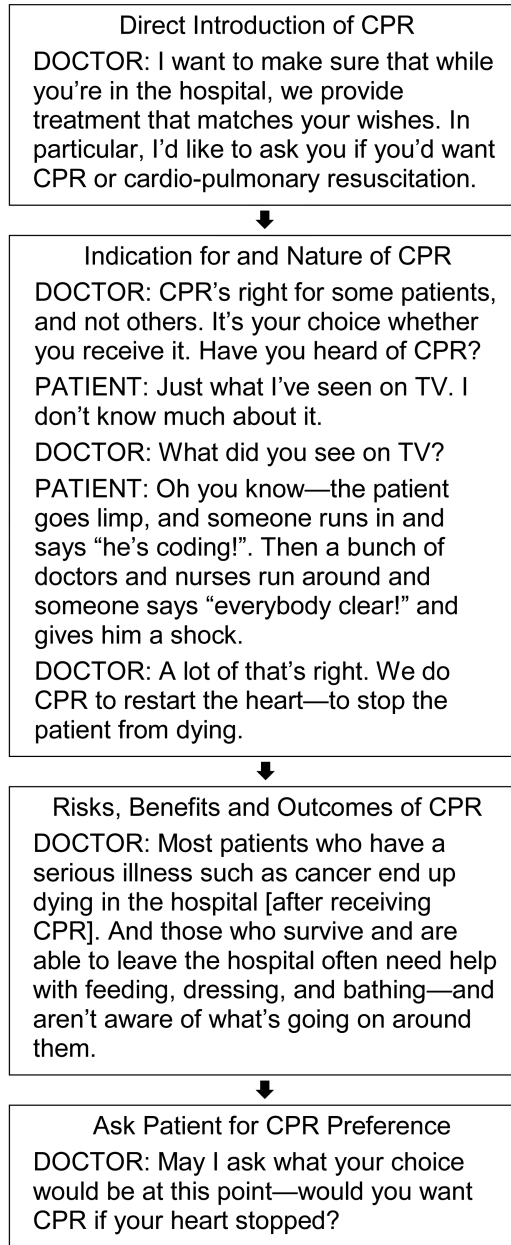 Direct Introduction of CPR
DOCTOR: I want to make sure that while
you’re in the hospital, we provide
treatment that matches your wishes. In
particular, I’d like to ask you if you’d want
CPR or cardio-pulmonary resuscitation.
Indication for and Nature of CPR
DOCTOR: CPR’s right for some patients,
and not others. It’s your choice whether
you receive it. Have you heard of CPR?
PATIENT: Just what I’ve seen on TV. I
don’t know much about it.
DOCTOR: What did you see on TV?
PATIENT: Oh you know—the patient
goes limp, and someone runs in and
says “he’s coding!”. Then a bunch of
doctors and nurses run around and
someone says “everybody clear!” and
gives him a shock.
DOCTOR: A lot of that’s right. We do
CPR to restart the heart—to stop the
patient from dying.
Risks, Benefits and Outcomes of CPR
DOCTOR: Most patients who have a
serious illness such as cancer end up
dying in the hospital [after receiving
CPR]. And those who survive and are
able to leave the hospital often need help
with feeding, dressing, and bathing—and
aren’t aware of what’s going on around
them.
Ask Patient for CPR Preference
DOCTOR: May I ask what your choice
would be at this point—would you want
CPR if your heart stopped?